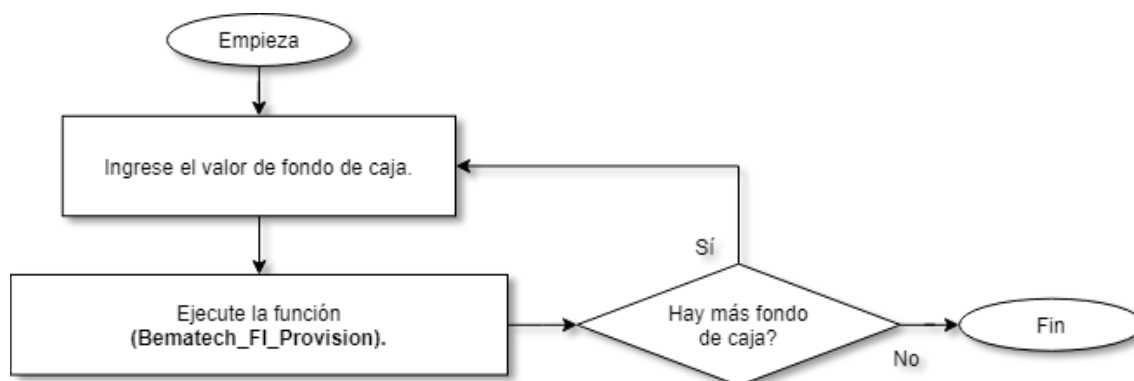 Empieza
Ingrese el valor de fondo de caja.
Ejecute la función
(Bematech_FI_Provision).
Sí
Hay más fondo
de caja?
No
Fin